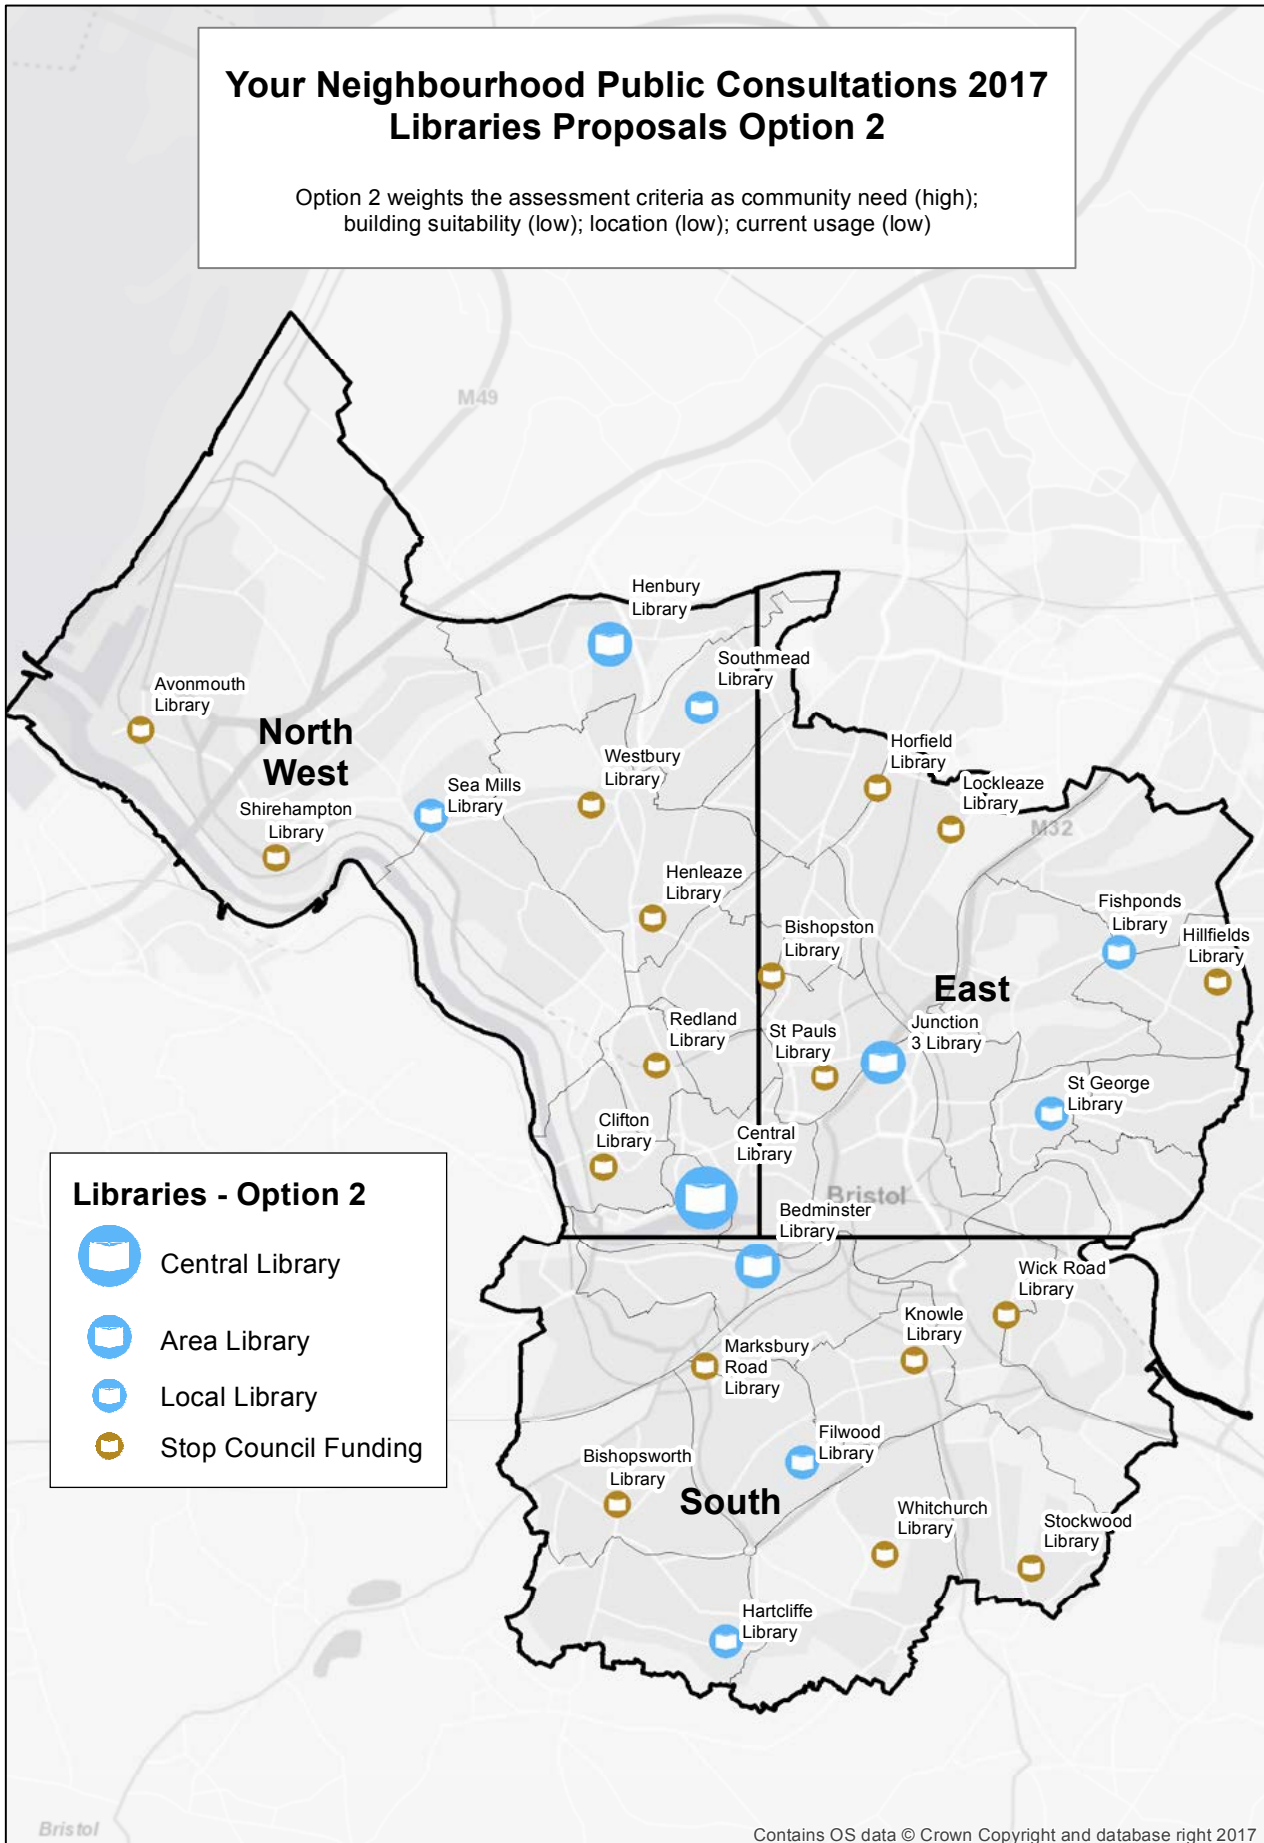 Your Neighbourhood Public Consultations 2017
Libraries Proposals Option 2
Option 2 weights the assessment criteria as community need (high);
building suitability (low); location (low); current usage (low)
M49
Henbury
Library
Southmead
Library
Avonmouth
Library
North
West
Westbury
Library
Sea Mills
Library
Shirehampton
Library
Horfield
Library
Lockleaze
Library
M32
Henleaze
Library
Fishponds
Library
Hillfields
Library
Bishopston
Library
East
Redland
Library
St Pauls
Library
Junction
3 Library
St George
Library
Clifton
Library
Central
Library
Bristol
Bedminster
Library
Libraries - Option 2
Central Library
Area Library
Local Library
Stop Council Funding
Wick Road
Library
Knowle
Library
Marksbury
Road
Library
Filwood
Library
Bishopsworth
Library
South
Whitchurch
Library
Stockwood
Library
Hartcliffe
Library
Bristol
Contains OS data © Crown Copyright and database right 2017